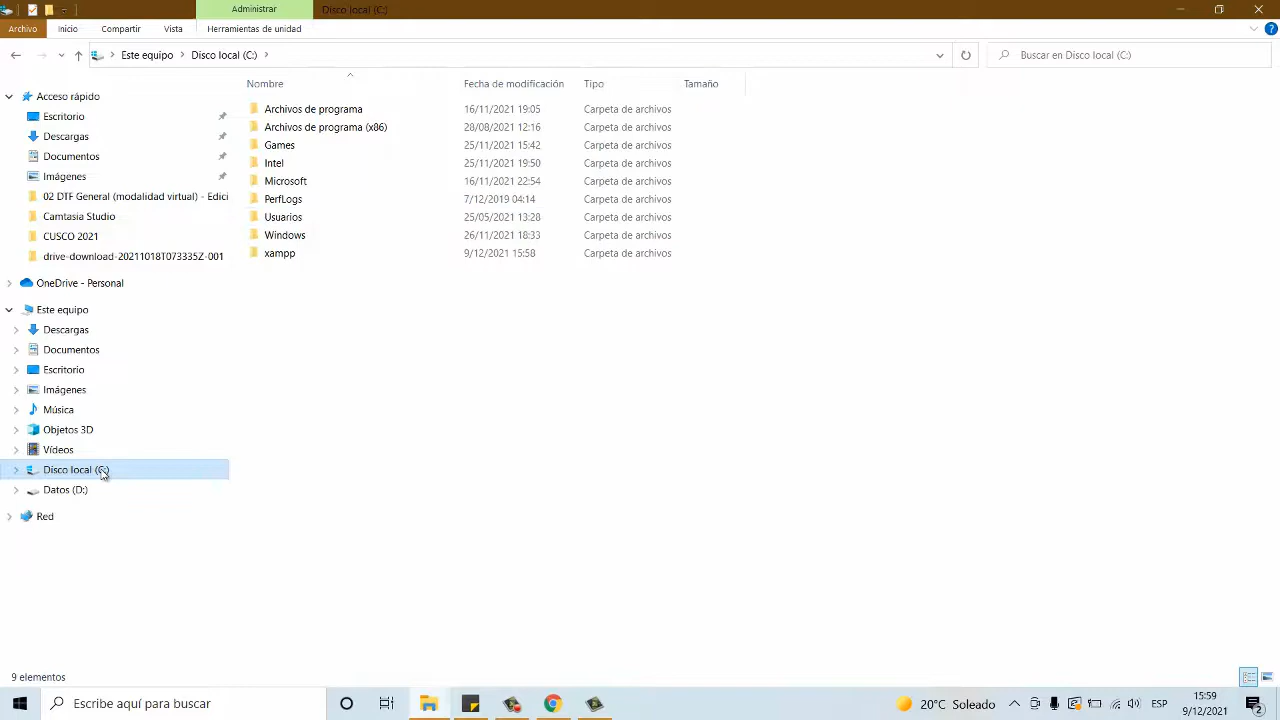 Administrar
Disco local (C:)
Archivo
Inicio
Compartir
Vista
Herramientas de unidad
Este equipo
Disco local (C:)
Buscar en Disco local (C:)
Nombre
Fecha de modificación
Tipo
Tamaño
Archivos de programa 16/11/2021 19:05 Carpeta de archivos
Archivos de programa (x86) 28/08/2021 12:16 Carpeta de archivos
Games 25/11/2021 15:42 Carpeta de archivos
Intel 25/11/2021 19:50 Carpeta de archivos
Microsoft 16/11/2021 22:54 Carpeta de archivos
PerfLogs 7/12/2019 04:14 Carpeta de archivos
Usuarios 25/05/2021 13:28 Carpeta de archivos
Windows 26/11/2021 18:33 Carpeta de archivos
xampp 9/12/2021 15:58 Carpeta de archivos
Acceso rápido
Escritorio
Descargas
Documentos
Imágenes
02 DTF General (modalidad virtual) - Edici
Camtasia Studio
CUSCO 2021
drive-download-20211018T073335Z-001
OneDrive - Personal
Este equipo
Descargas
Documentos
Escritorio
Imágenes
Música
Objetos 3D
Vídeos
Disco local (C:)
Datos (D:)
Red
9 elementos
Escribe aquí para buscar
20°C Soleado
ESP
15:59
9/12/2021
2